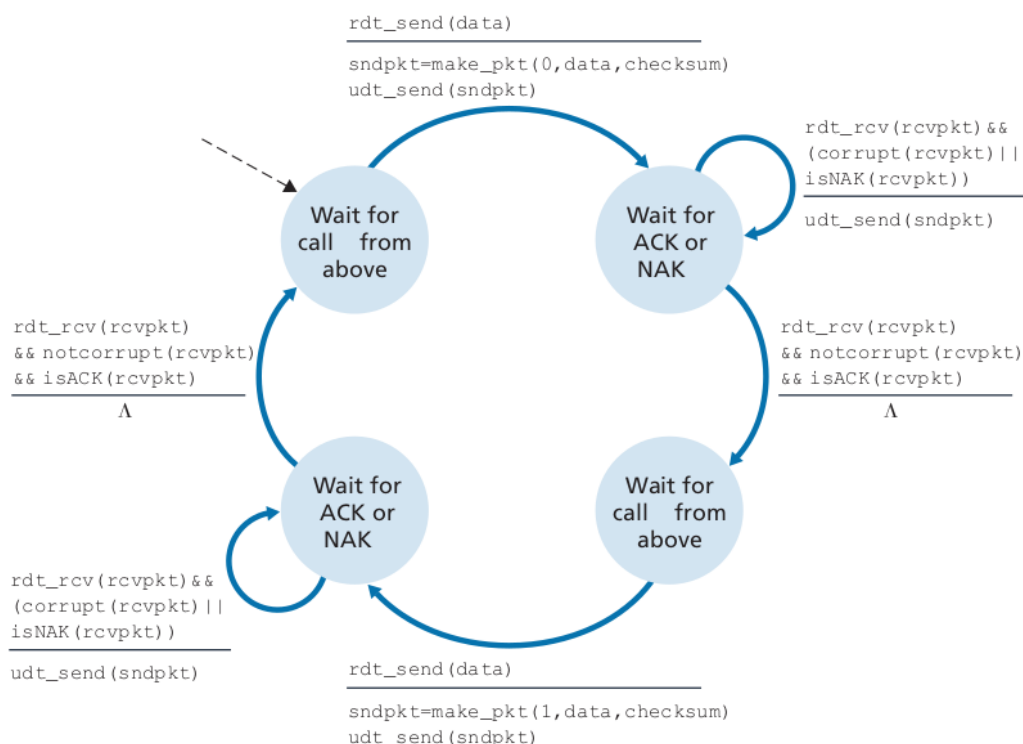 rdt_send(data)
sndpkt=make_pkt(0,data,checksum)
udt_send(sndpkt)
rdt_rcv(rcvpkt)&&
(corrupt(rcvpkt)||
isNAK(rcvpkt))
udt_send(sndpkt)
Wait for
call from
above
Wait for
ACK or
NAK
rdt_rcv(rcvpkt)
&& notcorrupt(rcvpkt)
&& isACK(rcvpkt)
Λ
rdt_rcv(rcvpkt)
&& notcorrupt(rcvpkt)
&& isACK(rcvpkt)
Λ
Wait for
ACK or
NAK
Wait for
call from
above
rdt_rcv(rcvpkt)&&
(corrupt(rcvpkt)||
isNAK(rcvpkt))
udt_send(sndpkt)
rdt_send(data)
sndpkt=make_pkt(1,data,checksum)
udt_send(sndpkt)